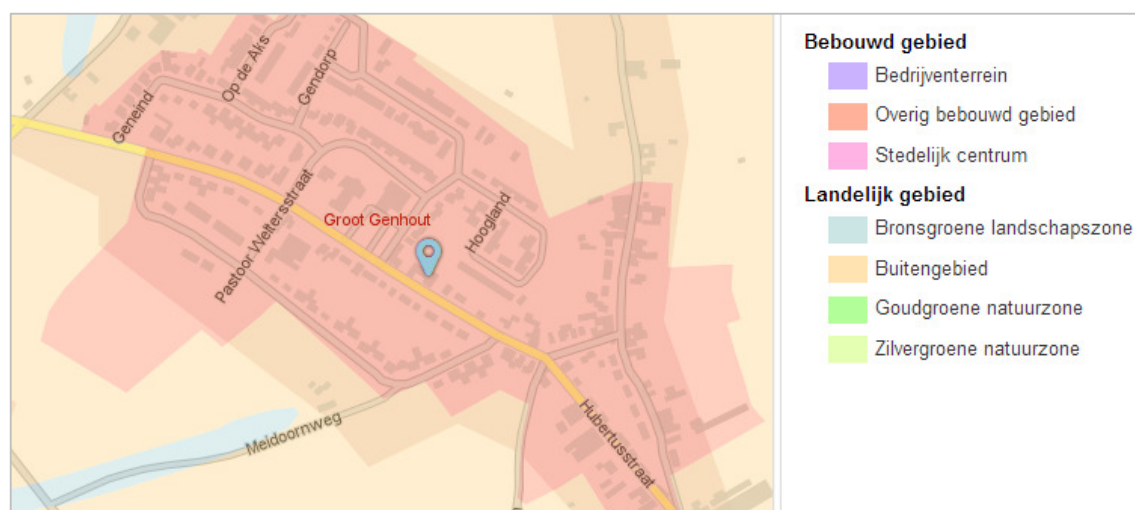 Op de Aks
Gendorp
Geneind
Pastoor Weltersstraat
Groot Genhout
Hoogland
Meidoornweg
Hubertusstraat
Bebouwd gebied
Bedrijventerrein
Overig bebouwd gebied
Stedelijk centrum
Landelijk gebied
Bronsgroene landschapszone
Buitengebied
Goudgroene natuurzone
Zilvergroene natuurzone